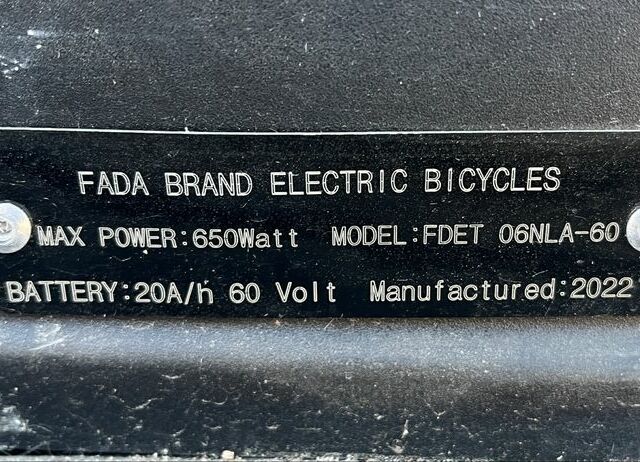 FADA BRAND ELECTRIC BICYCLES
MAX POWER:650Watt MODEL:FDET 06NLA-60
BATTERY:20A/h 60 Volt Manufactured:2022